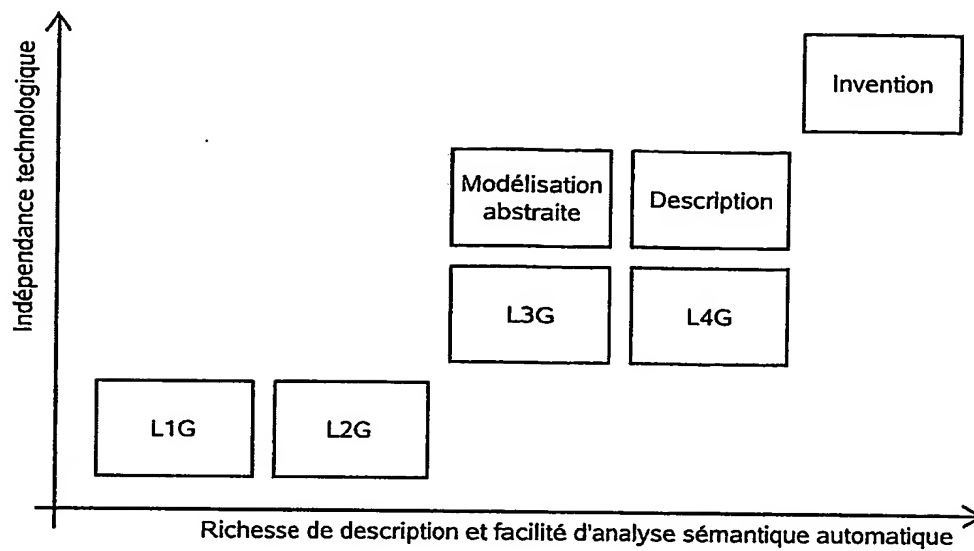 Indépendance technologique
Invention
Modélisation
abstraite
Description
L3G
L4G
L1G
L2G
Richesse de description et facilité d'analyse sémantique automatique